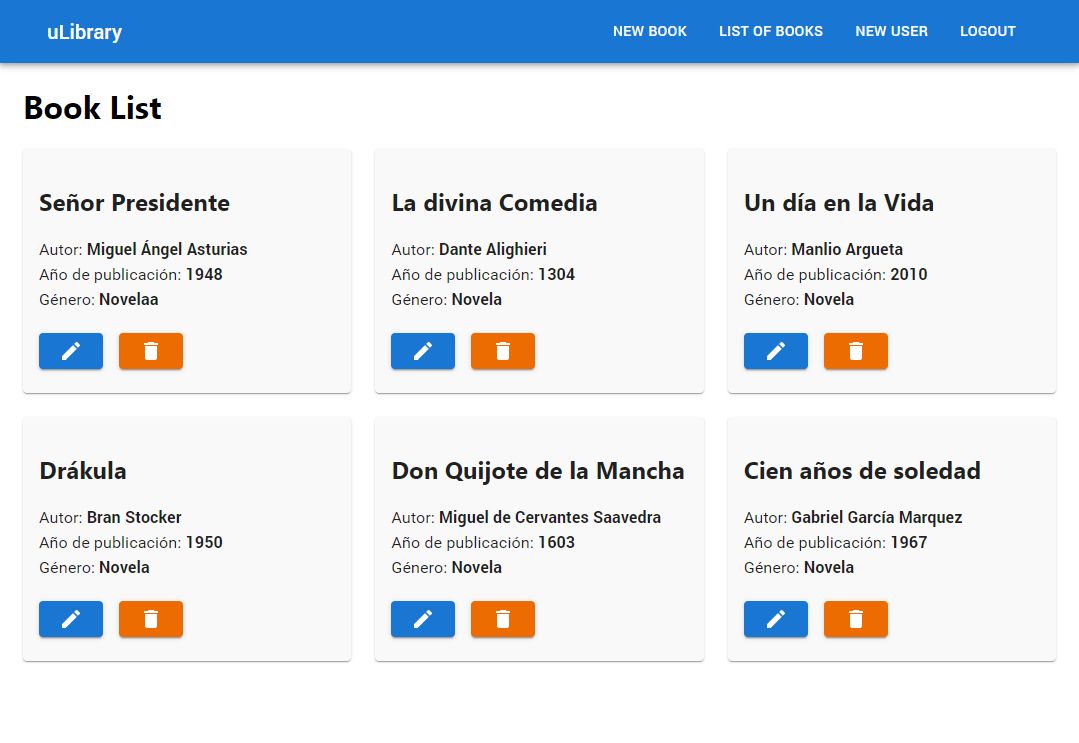 uLibrary
NEW BOOK
LIST OF BOOKS
NEW USER
LOGOUT
Book List
Señor Presidente
Autor: Miguel Ángel Asturias
Año de publicación: 1948
Género: Novelaa
La divina Comedia
Autor: Dante Alighieri
Año de publicación: 1304
Género: Novela
Un día en la Vida
Autor: Manlio Argueta
Año de publicación: 2010
Género: Novela
Drákula
Autor: Bran Stocker
Año de publicación: 1950
Género: Novela
Don Quijote de la Mancha
Autor: Miguel de Cervantes Saavedra
Año de publicación: 1603
Género: Novela
Cien años de soledad
Autor: Gabriel García Marquez
Año de publicación: 1967
Género: Novela